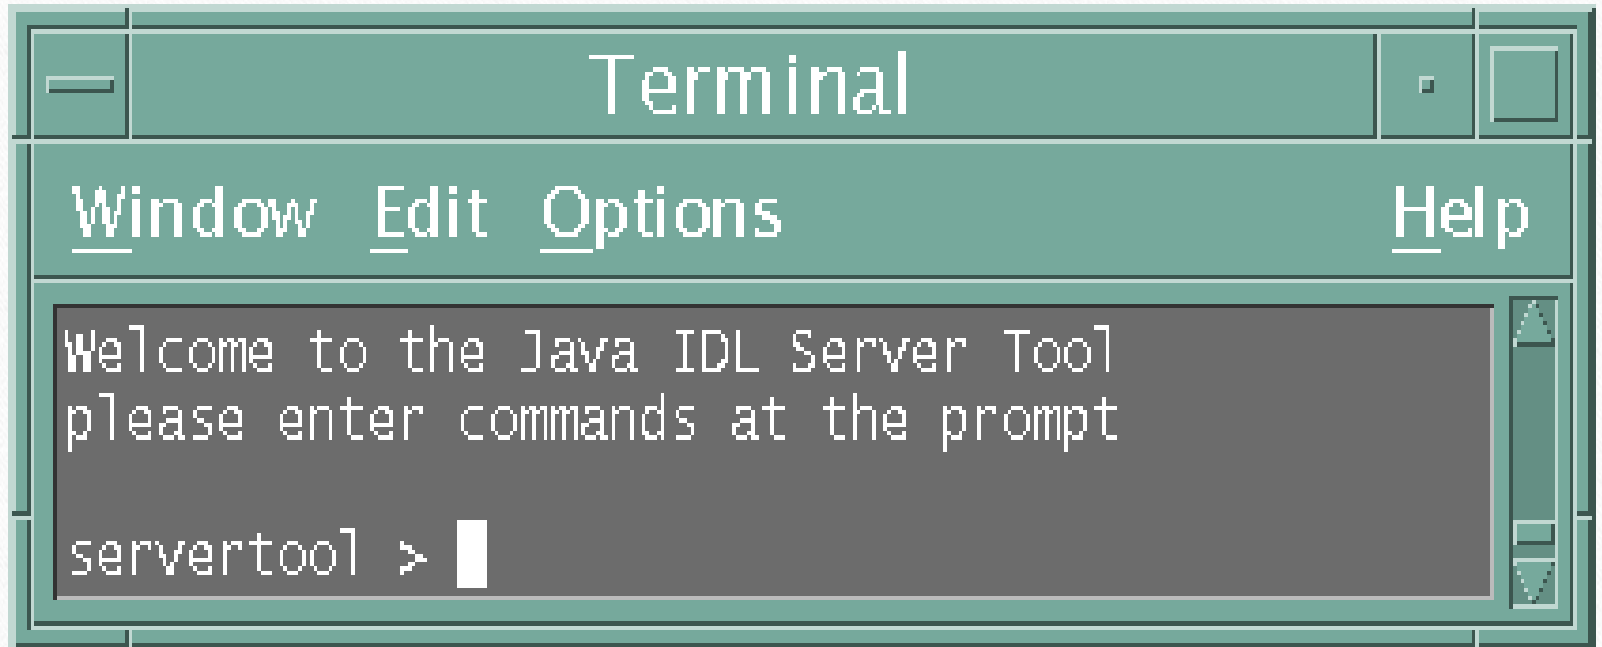 Terminal
Window Edit Options Help
Welcome to the Java IDL Server Tool
please enter commands at the prompt
servertool >